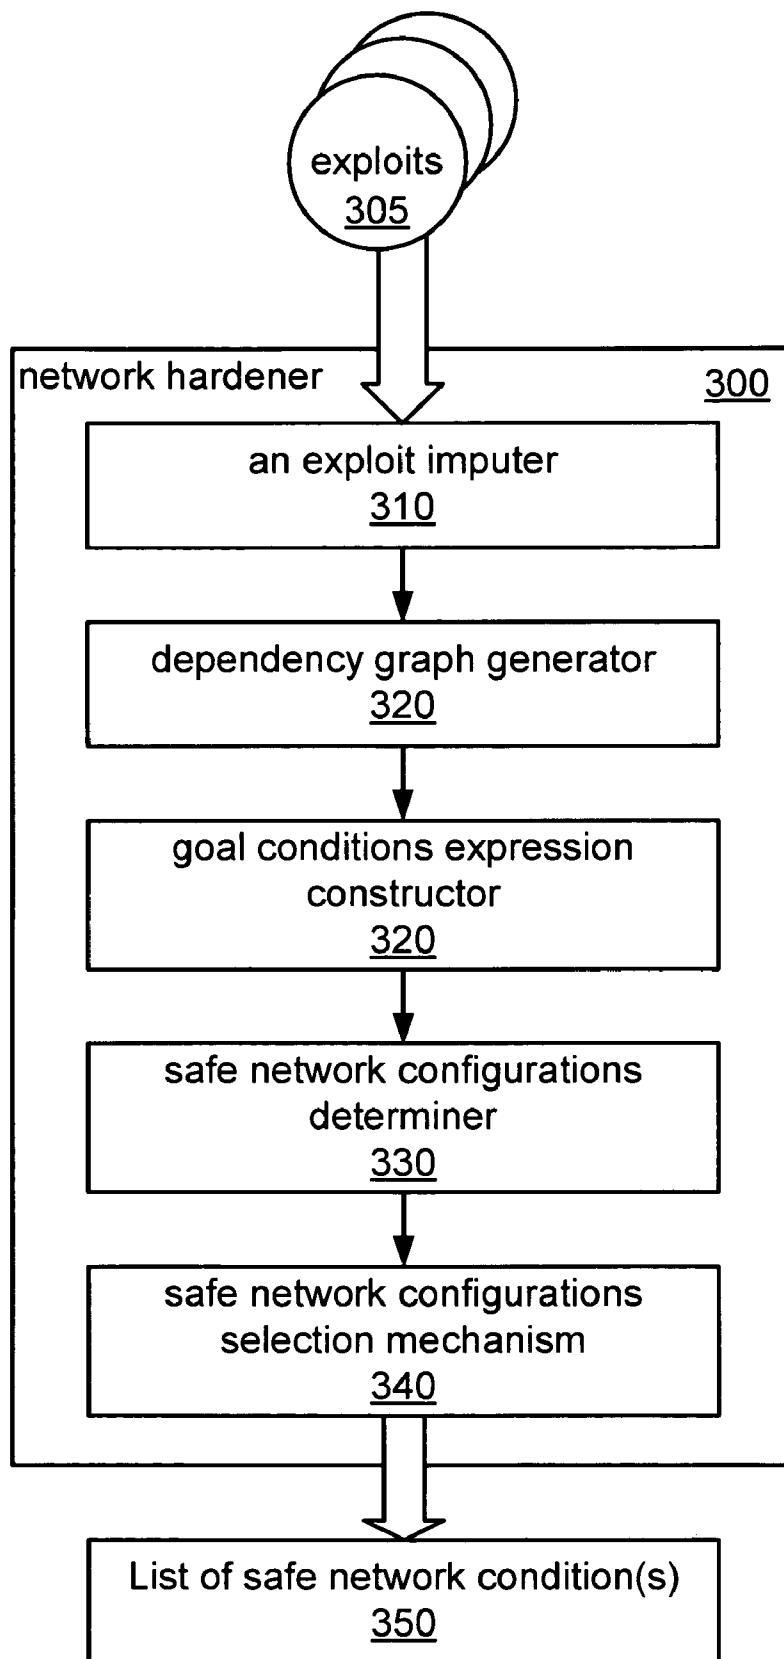 exploits
305
network hardener
300
an exploit imputer
310
dependency graph generator
320
goal conditions expression
constructor
320
safe network configurations
determiner
330
safe network configurations
selection mechanism
340
List of safe network condition(s)
350